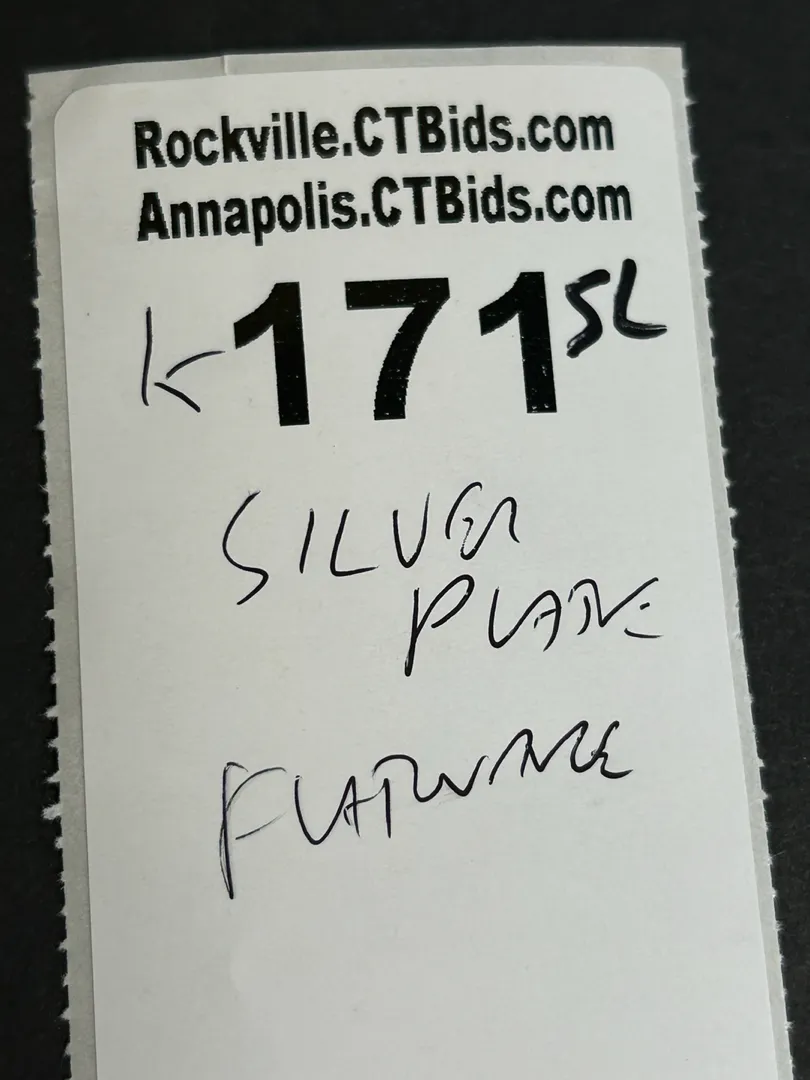 Rockville.CTBids.com
Annapolis.CTBids.com
K171SL
SILVER
PLATE
FLATWARE